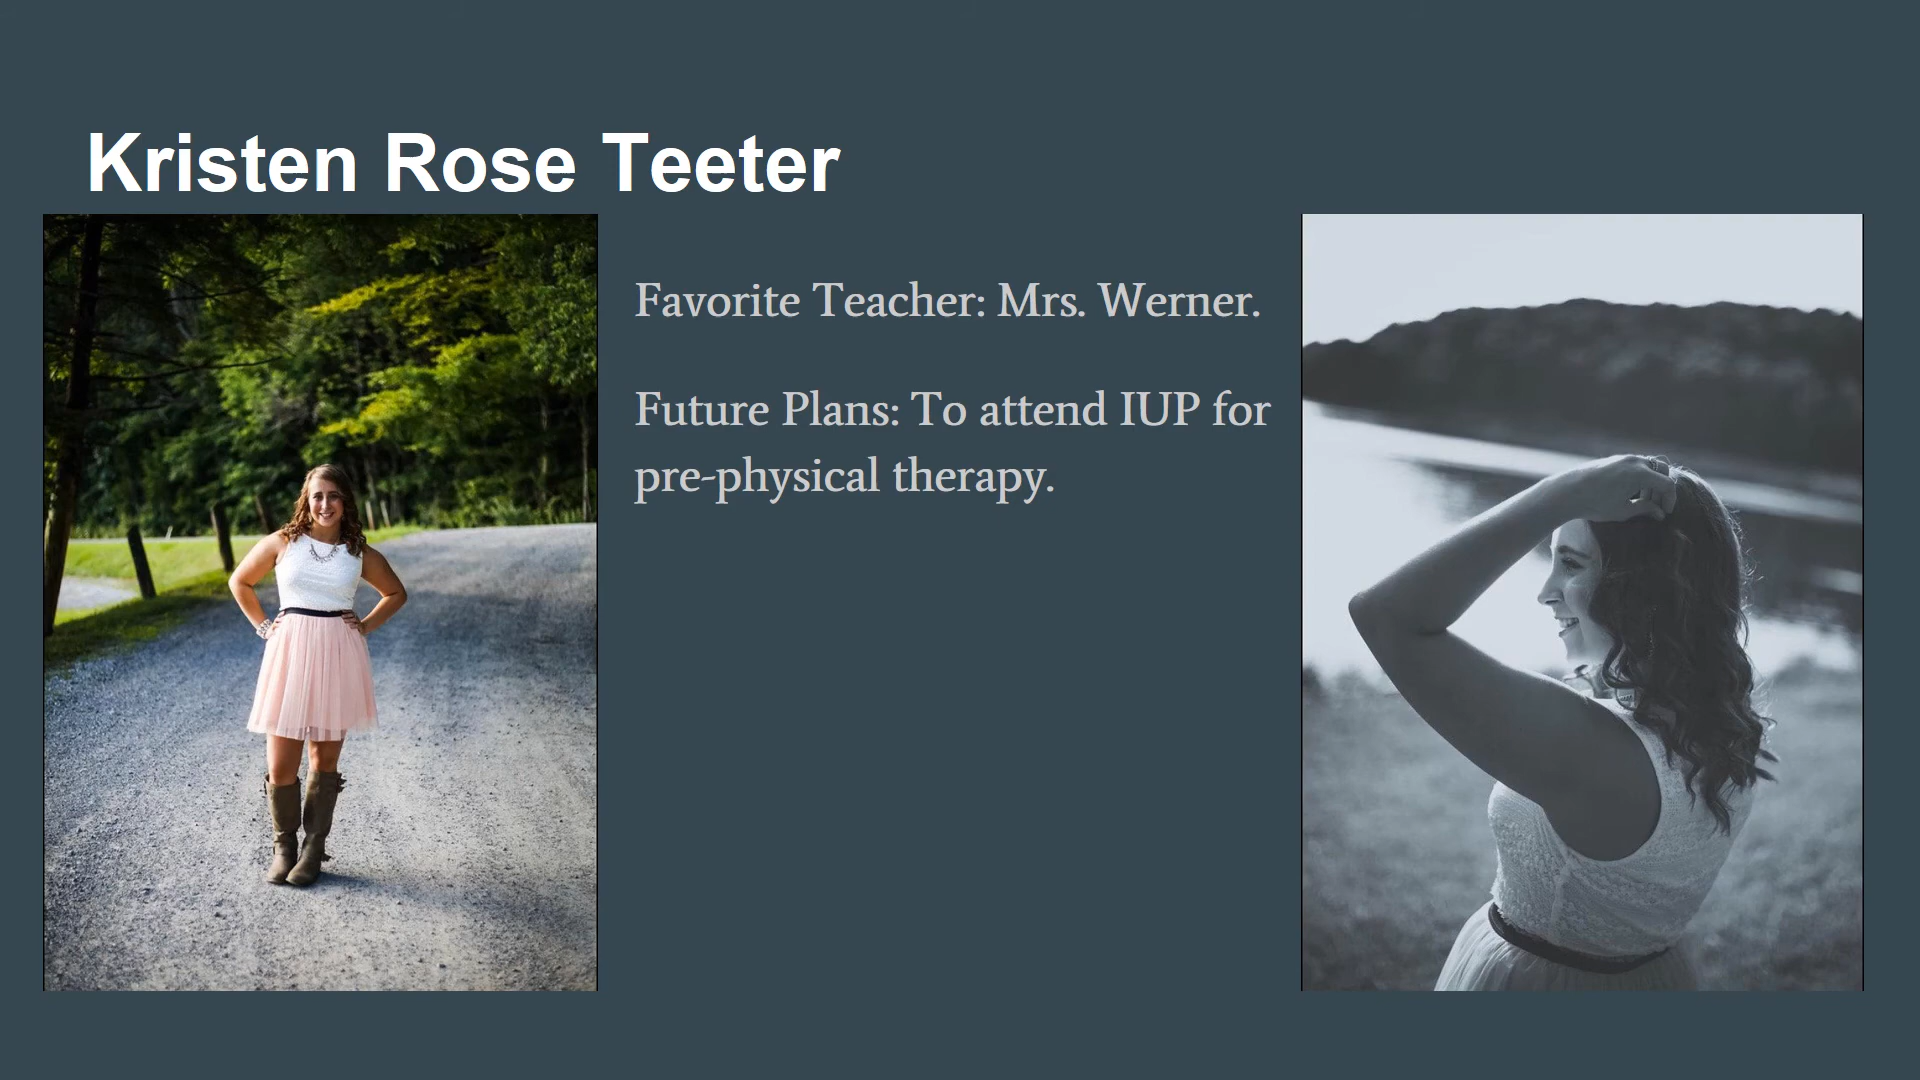 Kristen Rose Teeter
Favorite Teacher: Mrs. Werner.
Future Plans: To attend IUP for
pre-physical therapy.